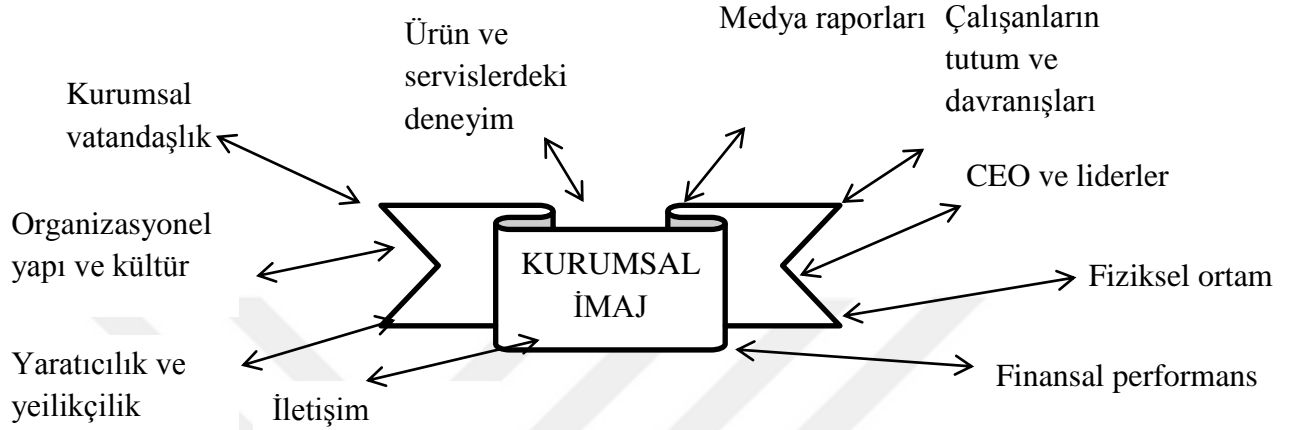 Medya raporları
Çalışanların
tutum ve
davranışları
Ürün ve
servislerdeki
deneyim
Kurumsal
vatandaşlık
CEO ve liderler
Organizasyonel
yapı ve kültür
KURUMSAL
İMAJ
Fiziksel ortam
Yaratıcılık ve
yeilikçilik
İletişim
Finansal performans